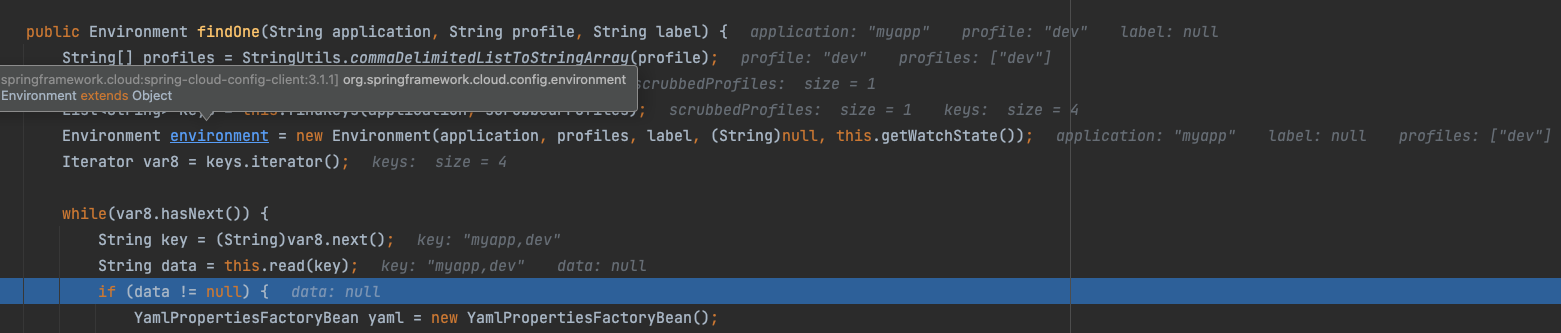 public Environment findOne(String application, String profile, String label) { application: "myapp" profile: "dev" label: null
String[] profiles = StringUtils.commaDelimitedListToStringArray(profile); profile: "dev" profiles: ["dev"]
springframework.cloud:spring-cloud-config-client:3.1.1] org.springframework.cloud.config.environment
scrubbedProfiles: size = 1
Environment extends Object
scrubbedProfiles: size = 1 keys: size = 4
Environment environment = new Environment(application, profiles, label, (String)null, this.getWatchState()); application: "myapp" label: null profiles: ["dev"]
Iterator var8 = keys.iterator(); keys: size = 4
while(var8.hasNext()) {
String key = (String)var8.next(); key: "myapp,dev"
String data = this.read(key); key: "myapp,dev" data: null
if (data != null) { data: null
YamlPropertiesFactoryBean yaml = new YamlPropertiesFactoryBean();